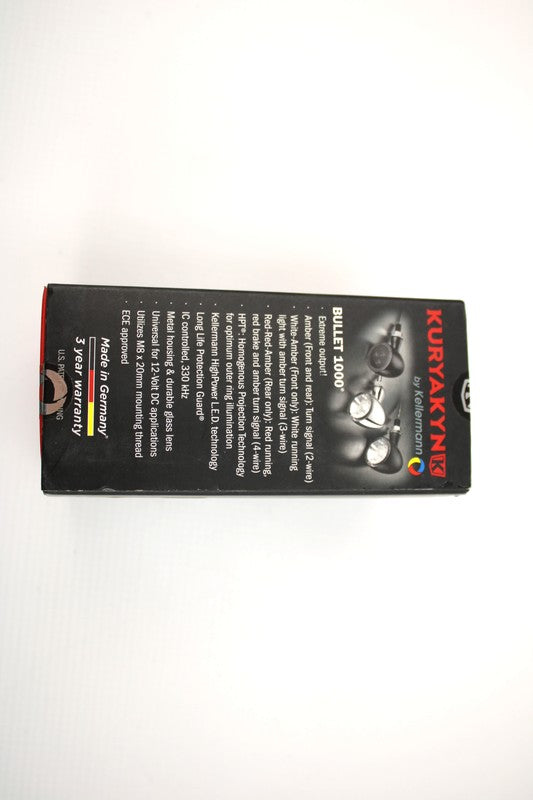 KURYAKYN
by Kellermann
BULLET 1000®
· Extreme output!
· Amber (Front and rear): Turn signal (2-wire)
· White-Amber (Front only): White running
light with amber turn signal (3-wire)
· Red-Red-Amber (Rear only): Red running,
red brake and amber turn signal (4-wire)
· HPT®: Homogenous Projection Technology
for optimum outer ring illumination
· Kellermann HighPower L.E.D. technology
· Long Life Protection Guard®
· IC controlled, 330 kHz
· Metal housing & durable glass lens
· Universal for 12-Volt DC applications
· Utilizes M8 x 20mm mounting thread
· ECE approved
Made in Germany
3 year warranty
U.S.